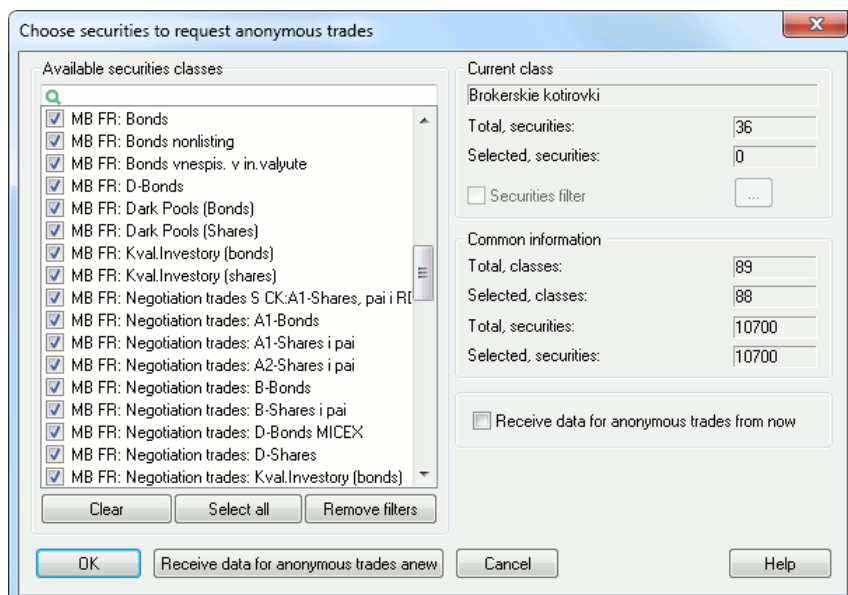 Choose securities to request anonymous trades
Available securities classes
MB FR: Bonds
MB FR: Bonds nonlisting
MB FR: Bonds vnespis. v in.valyute
MB FR: D-Bonds
MB FR: Dark Pools (Bonds)
MB FR: Dark Pools (Shares)
MB FR: Kval.Investory (bonds)
MB FR: Kval.Investory (shares)
MB FR: Negotiation trades S CK:A1-Shares, pai i
MB FR: Negotiation trades: A1-Bonds
MB FR: Negotiation trades: A1-Shares i pai
MB FR: Negotiation trades: A2-Shares i pai
MB FR: Negotiation trades: B-Bonds
MB FR: Negotiation trades: B-Shares i pai
MB FR: Negotiation trades: D-Bonds MICEX
MB FR: Negotiation trades: D-Shares
MB FR: Negotiation trades: Kval.Investory (bonds)
Clear
Select all
Remove filters
Current class
Brokerskie kotirovki
Total, securities: 36
Selected, securities: 0
Securities filter ...
Common information
Total, classes: 89
Selected, classes: 88
Total, securities: 10700
Selected, securities: 10700
Receive data for anonymous trades from now
OK
Receive data for anonymous trades anew
Cancel
Help